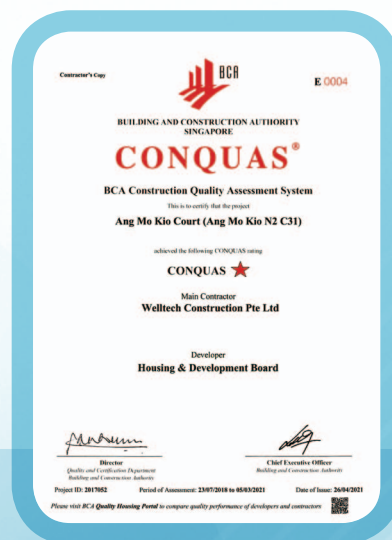 Contractor's Copy
BCA
E 0004
BUILDING AND CONSTRUCTION AUTHORITY
SINGAPORE
CONQUAS®
BCA Construction Quality Assessment System
This is to certify that the project
Ang Mo Kio Court (Ang Mo Kio N2 C31)
achieved the following CONQUAS rating
CONQUAS ★
Main Contractor
Welltech Construction Pte Ltd
Developer
Housing & Development Board
Director
Quality and Certification Department
Building and Construction Authority
Chief Executive Officer
Building and Construction Authority
Project ID: 2017052 Period of Assessment: 23/07/2018 to 05/03/2021 Date of Issue: 26/04/2021
Please visit BCA Quality Housing Portal to compare quality performance of developers and contractors